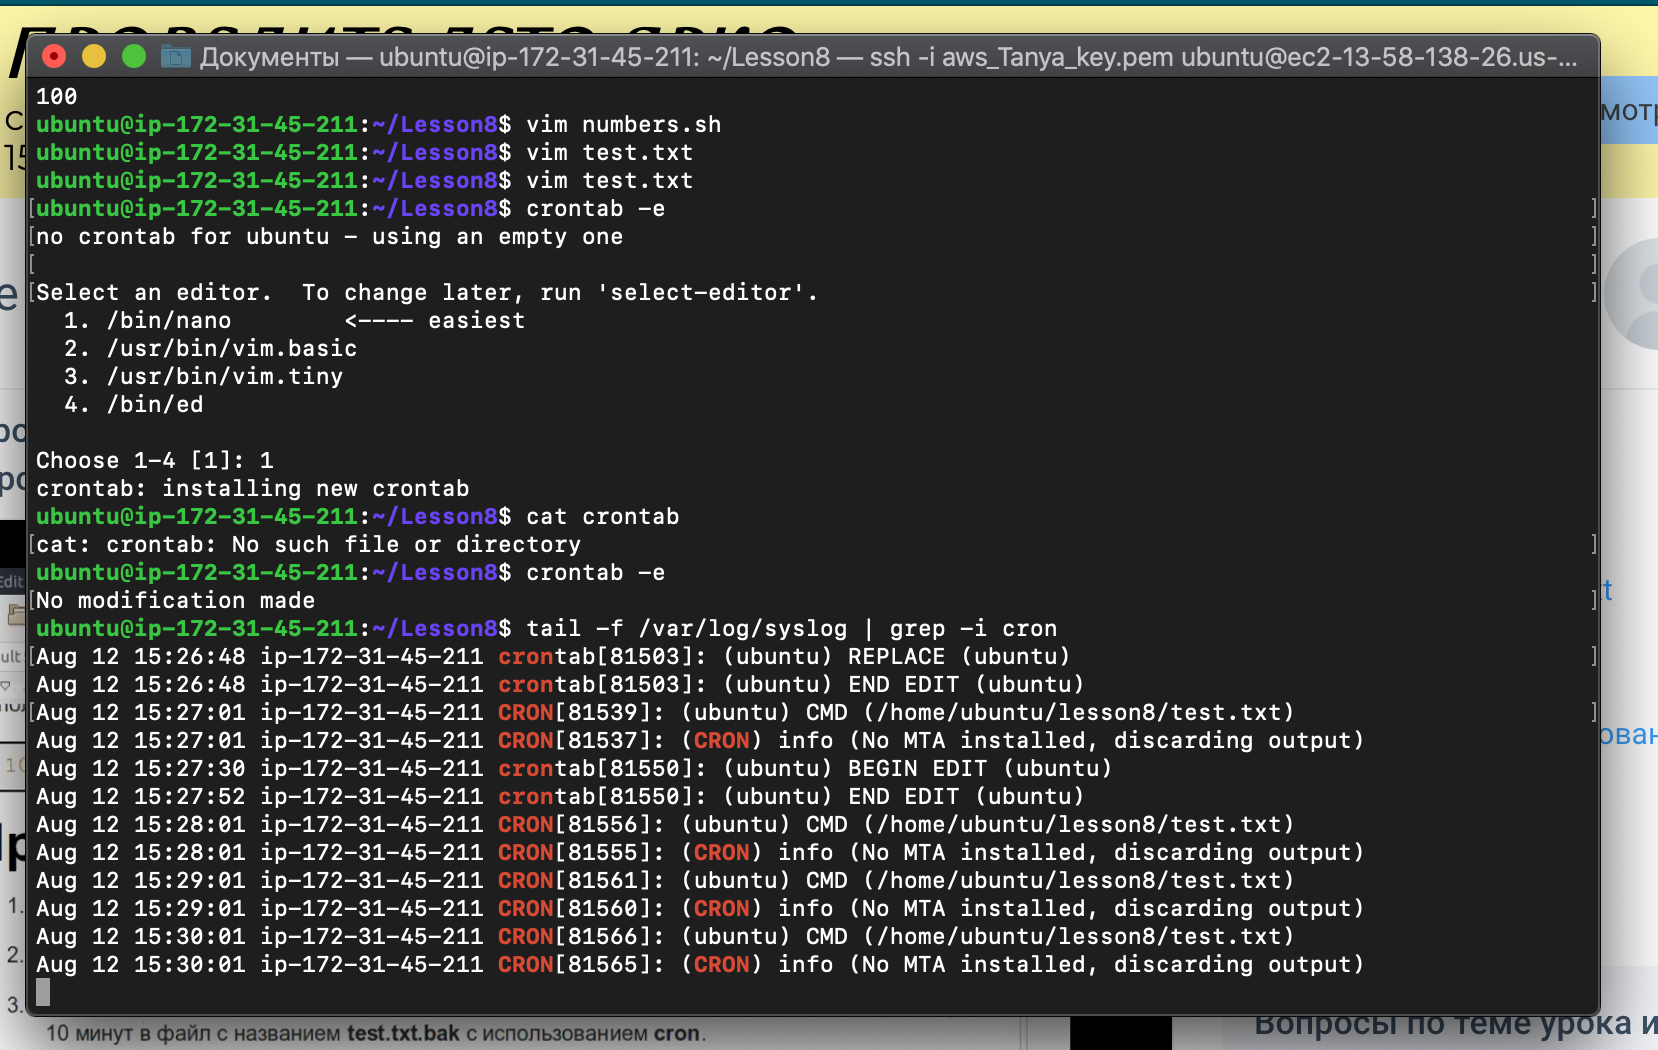 Документы — ubuntu@ip-172-31-45-211: ~/Lesson8 — ssh -i aws_Tanya_key.pem ubuntu@ec2-13-58-138-26.us-...
100
ubuntu@ip-172-31-45-211:~/Lesson8$ vim numbers.sh
ubuntu@ip-172-31-45-211:~/Lesson8$ vim test.txt
ubuntu@ip-172-31-45-211:~/Lesson8$ vim test.txt
[ubuntu@ip-172-31-45-211:~/Lesson8$ crontab -e ]
[no crontab for ubuntu - using an empty one ]
[ ]
[Select an editor.  To change later, run 'select-editor'. ]
1. /bin/nano        <---- easiest
2. /usr/bin/vim.basic
3. /usr/bin/vim.tiny
4. /bin/ed
Choose 1-4 [1]: 1
crontab: installing new crontab
ubuntu@ip-172-31-45-211:~/Lesson8$ cat crontab
[cat: crontab: No such file or directory ]
ubuntu@ip-172-31-45-211:~/Lesson8$ crontab -e
[No modification made ]
ubuntu@ip-172-31-45-211:~/Lesson8$ tail -f /var/log/syslog | grep -i cron
[Aug 12 15:26:48 ip-172-31-45-211 crontab[81503]: (ubuntu) REPLACE (ubuntu) ]
Aug 12 15:26:48 ip-172-31-45-211 crontab[81503]: (ubuntu) END EDIT (ubuntu)
[Aug 12 15:27:01 ip-172-31-45-211 CRON[81539]: (ubuntu) CMD (/home/ubuntu/lesson8/test.txt) ]
Aug 12 15:27:01 ip-172-31-45-211 CRON[81537]: (CRON) info (No MTA installed, discarding output)
Aug 12 15:27:30 ip-172-31-45-211 crontab[81550]: (ubuntu) BEGIN EDIT (ubuntu)
Aug 12 15:27:52 ip-172-31-45-211 crontab[81550]: (ubuntu) END EDIT (ubuntu)
Aug 12 15:28:01 ip-172-31-45-211 CRON[81556]: (ubuntu) CMD (/home/ubuntu/lesson8/test.txt)
Aug 12 15:28:01 ip-172-31-45-211 CRON[81555]: (CRON) info (No MTA installed, discarding output)
Aug 12 15:29:01 ip-172-31-45-211 CRON[81561]: (ubuntu) CMD (/home/ubuntu/lesson8/test.txt)
Aug 12 15:29:01 ip-172-31-45-211 CRON[81560]: (CRON) info (No MTA installed, discarding output)
Aug 12 15:30:01 ip-172-31-45-211 CRON[81566]: (ubuntu) CMD (/home/ubuntu/lesson8/test.txt)
Aug 12 15:30:01 ip-172-31-45-211 CRON[81565]: (CRON) info (No MTA installed, discarding output)
1.
2.
3.
10 минут в файл с названием test.txt.bak с использованием cron.
Вопросы по теме урока и